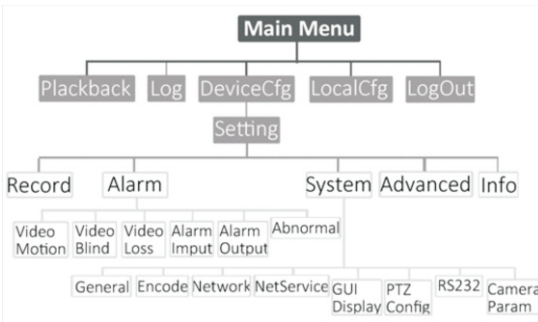 Main Menu
Plackback Log DeviceCfg LocalCfg LogOut
Setting
Record Alarm System Advanced Info
Video Motion
Video Blind
Video Loss
Alarm Imput
Alarm Output
Abnormal
General Encode Network NetService
GUI Display
PTZ Config
RS232
Camera Param